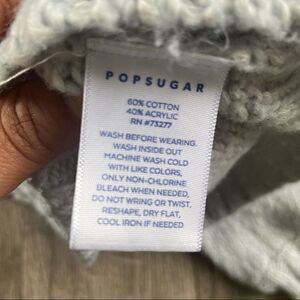 POPSUGAR
60% COTTON
40% ACRYLIC
RN #73277
WASH BEFORE WEARING.
WASH INSIDE OUT
MACHINE WASH COLD
WITH LIKE COLORS,
ONLY NON-CHLORINE
BLEACH WHEN NEEDED,
DO NOT WRING OR TWIST,
RESHAPE, DRY FLAT,
COOL IRON IF NEEDED